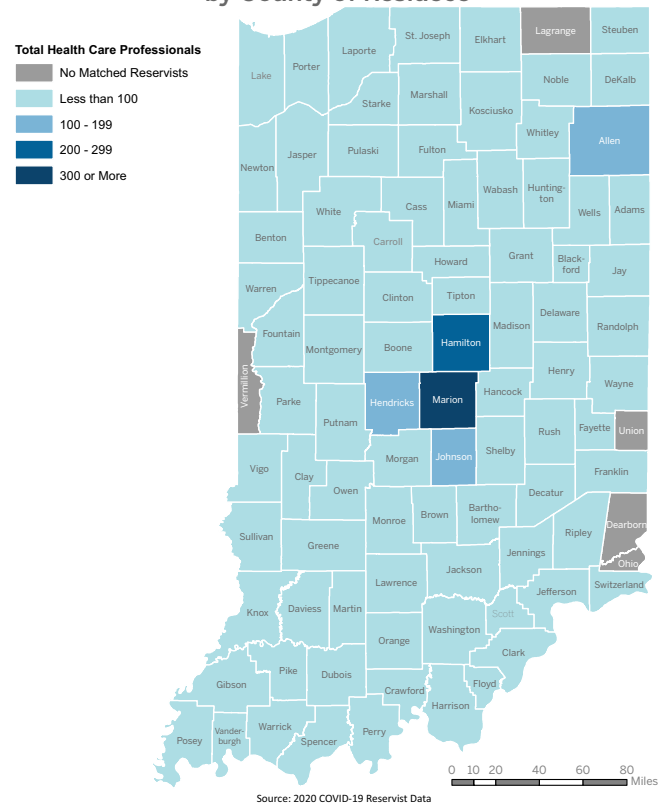 by County of Residece
Total Health Care Professionals
No Matched Reservists
Less than 100
100 - 199
200 - 299
300 or More
Lake
Porter
Laporte
St. Joseph
Elkhart
Lagrange
Steuben
Noble
DeKalb
Starke
Marshall
Kosciusko
Whitley
Allen
Newton
Jasper
Pulaski
Fulton
Wabash
Hunting-
ton
Miami
Cass
White
Wells
Adams
Benton
Carroll
Howard
Grant
Black-
ford
Jay
Warren
Tippecanoe
Clinton
Tipton
Madison
Delaware
Randolph
Fountain
Montgomery
Boone
Hamilton
Vermillion
Parke
Putnam
Hendricks
Marion
Hancock
Henry
Wayne
Rush
Fayette
Union
Vigo
Clay
Owen
Morgan
Johnson
Shelby
Franklin
Decatur
Sullivan
Greene
Monroe
Brown
Bartho-
lomew
Ripley
Dearborn
Ohio
Jennings
Jackson
Lawrence
Jefferson
Switzerland
Knox
Daviess
Martin
Orange
Washington
Scott
Clark
Gibson
Pike
Dubois
Crawford
Floyd
Harrison
Posey
Vander-
burgh
Warrick
Spencer
Perry
0 10 20 40 60 80
Miles
Source: 2020 COVID-19 Reservist Data